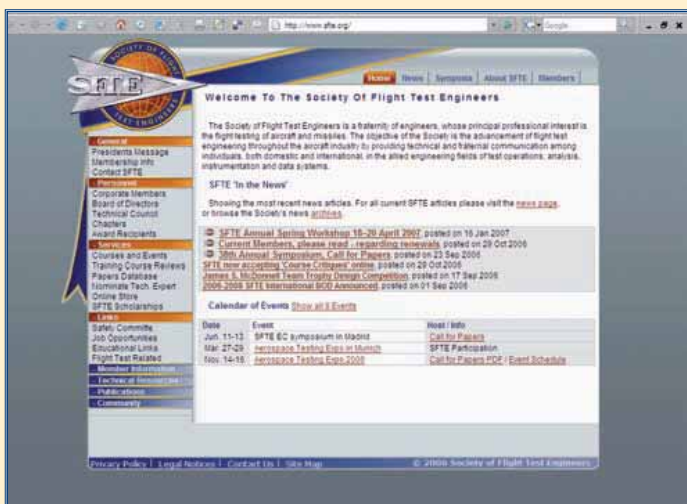 http://www.sfte.org/
Google
SOCIETY OF FLIGHT
SFTE
TEST ENGINEERS
Home News Symposia About SFTE Members
Welcome To The Society Of Flight Test Engineers
The Society of Flight Test Engineers is a fraternity of engineers, whose principal professional interest is
the flight testing of aircraft and missiles. The objective of the Society is the advancement of flight test
engineering throughout the aircraft industry by providing technical and fraternal communication among
individuals, both domestic and international, in the allied engineering fields of test operations, analysis,
instrumentation and data systems.
SFTE 'In the News'
Showing the most recent news articles. For all current SFTE articles please visit the news page,
or browse the Society's news archives.
SFTE Annual Spring Workshop 18-20 April 2007, posted on 16 Jan 2007
Current Members, please read - regarding renewals, posted on 29 Oct 2006
38th Annual Symposium, Call for Papers, posted on 23 Sep 2006
SFTE now accepting 'Course Critiques' online, posted on 29 Oct 2006
James S. McDonnell Team Trophy Design Competition, posted on 17 Sep 2006
2006-2008 SFTE International BOD Announced, posted on 01 Sep 2006
Calendar of Events Show all 8 Events
Date Event Host / Info
Jun. 11-13 SFTE EC symposium in Madrid Call for Papers
Mar. 27-29 Aerospace Testing Expo in Munich SFTE Participation
Nov. 14-16 Aerospace Testing Expo 2006 Call for Papers PDF / Event Schedule
- General
Presidents Message
Membership Info
Contact SFTE
- Personnel
Corporate Members
Board of Directors
Technical Council
Chapters
Award Recipients
- Services
Courses and Events
Training Course Reviews
Papers Database
Nominate Tech. Expert
Online Store
SFTE Scholarships
- Links
Safety Committe
Job Opportunities
Educational Links
Flight Test Related
- Member Information
- Technical Resources
- Publications
- Community
Privacy Policy | Legal Notices | Contact Us | Site Map
© 2006 Society of Flight Test Engineers